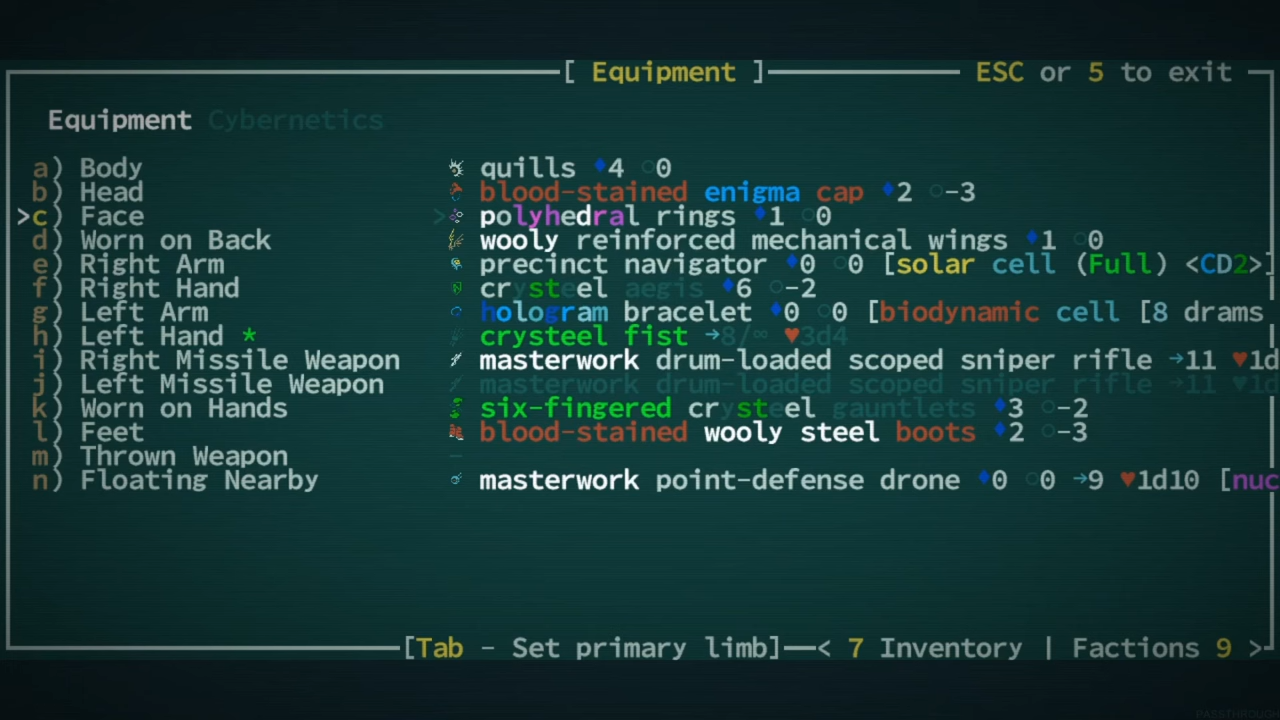 [ Equipment ] ESC or 5 to exit
Equipment Cybernetics
a) Body quills ♦4 ○0
b) Head blood-stained enigma cap ♦2 ○-3
>c) Face > polyhedral rings ♦1 ○0
d) Worn on Back wooly reinforced mechanical wings ♦1 ○0
e) Right Arm precinct navigator ♦0 ○0 [solar cell (Full) <CD2>]
f) Right Hand crysteel aegis ♦6 ○-2
g) Left Arm hologram bracelet ♦0 ○0 [biodynamic cell [8 drams
h) Left Hand * crysteel fist →8/∞ ♥3d4
i) Right Missile Weapon masterwork drum-loaded scoped sniper rifle →11 ♥1d
j) Left Missile Weapon masterwork drum-loaded scoped sniper rifle →11 ♥1d
k) Worn on Hands six-fingered crysteel gauntlets ♦3 ○-2
l) Feet blood-stained wooly steel boots ♦2 ○-3
m) Thrown Weapon -
n) Floating Nearby masterwork point-defense drone ♦0 ○0 →9 ♥1d10 [nuc
[Tab - Set primary limb] < 7 Inventory | Factions 9 >